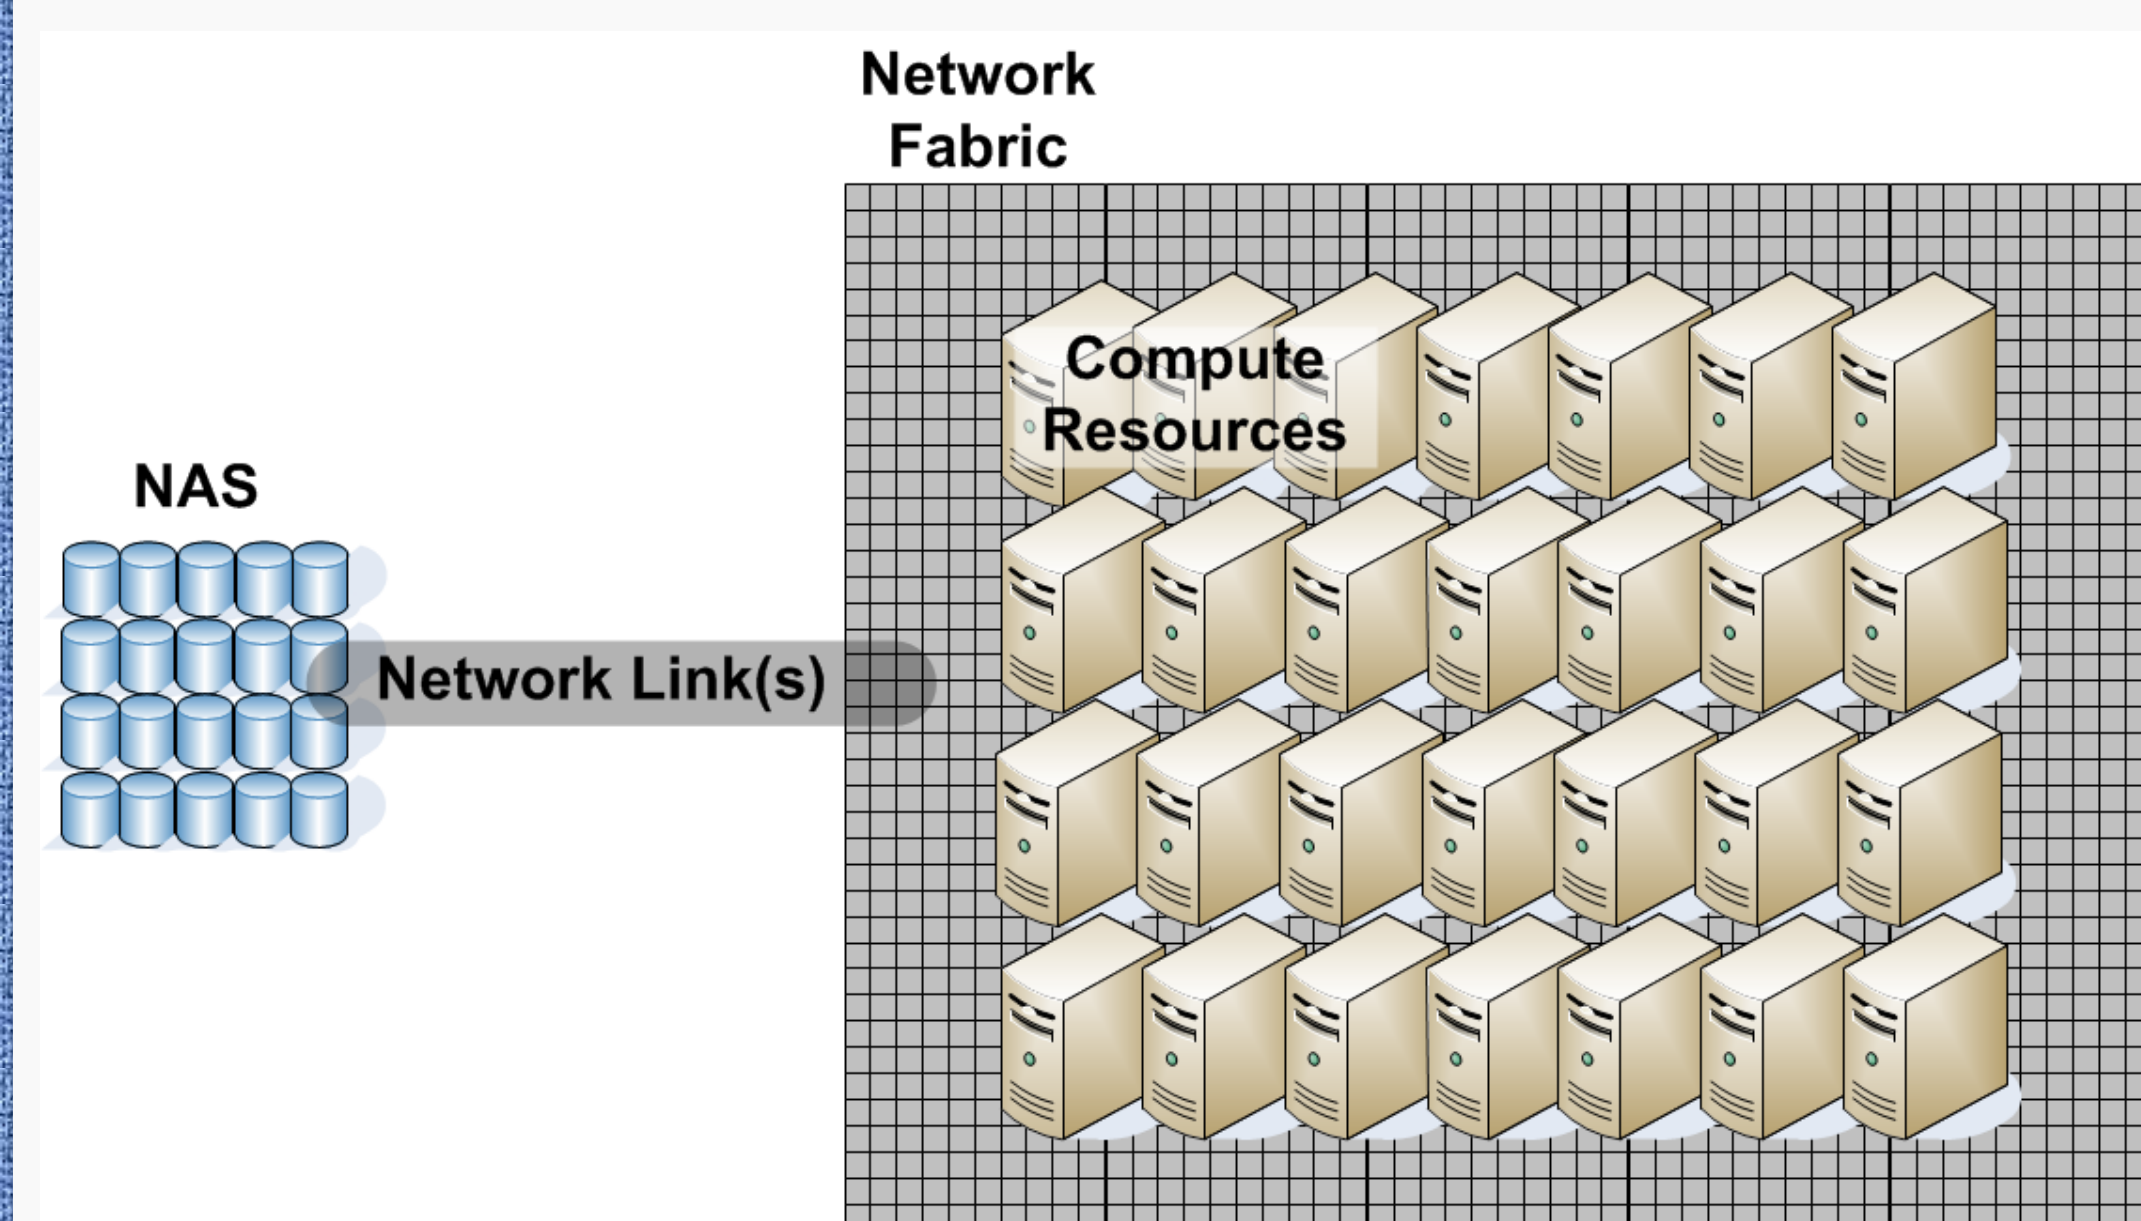 Network
Fabric
Compute
Resources
NAS
Network Link(s)